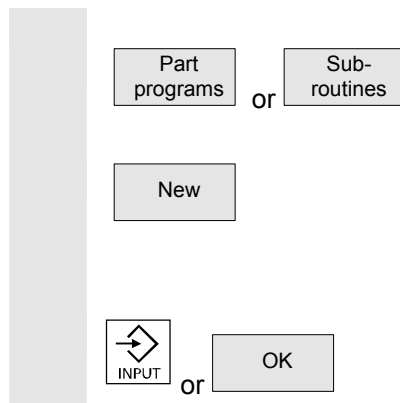 Part
programs
or
Sub-
routines
New
INPUT
or
OK